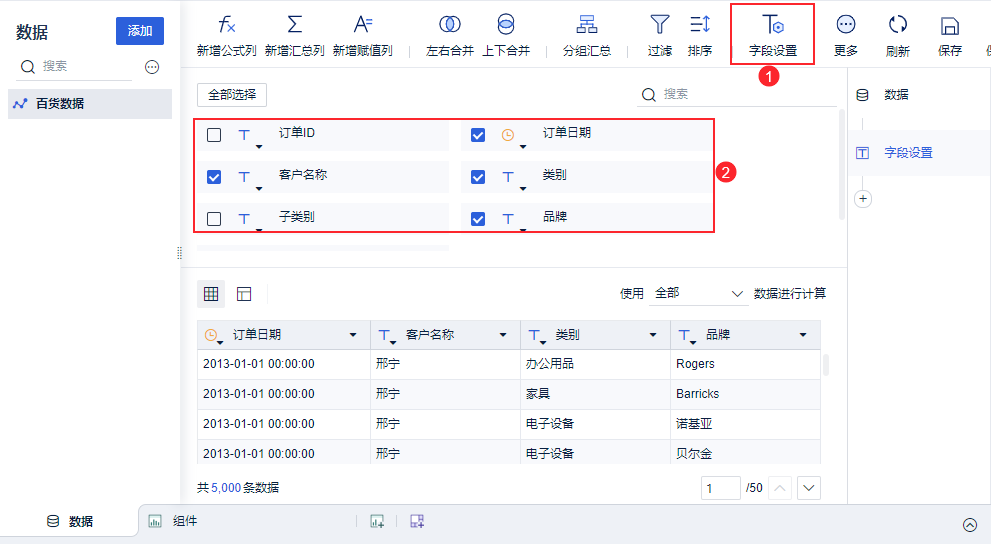 数据
添加
搜索
百货数据
新增公式列
新增汇总列
新增赋值列
左右合并
上下合并
分组汇总
过滤
排序
字段设置
更多
刷新
保存
1
全部选择
搜索
T 订单ID
订单日期
T 客户名称
T 类别
T 子类别
T 品牌
2
数据
字段设置
使用 全部 数据进行计算
订单日期 T 客户名称 T 类别 T 品牌
2013-01-01 00:00:00 邢宁 办公用品 Rogers
2013-01-01 00:00:00 邢宁 家具 Barricks
2013-01-01 00:00:00 邢宁 电子设备 诺基亚
2013-01-01 00:00:00 邢宁 电子设备 贝尔金
共 5,000 条数据
1 /50
数据
组件